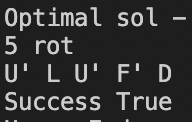 Optimal sol -
5 rot
U' L U' F' D
Success True